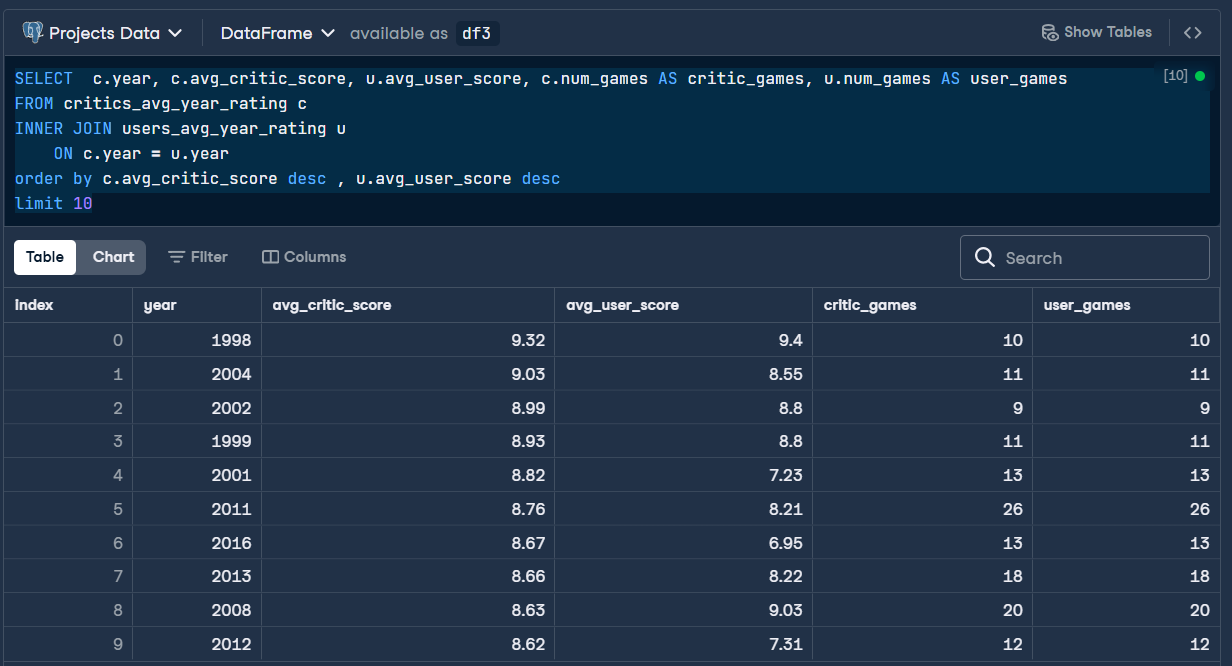 Projects Data DataFrame available as df3 Show Tables <>
SELECT  c.year, c.avg_critic_score, u.avg_user_score, c.num_games AS critic_games, u.num_games AS user_games [10]
FROM critics_avg_year_rating c
INNER JOIN users_avg_year_rating u
    ON c.year = u.year
order by c.avg_critic_score desc , u.avg_user_score desc
limit 10
Table Chart Filter Columns Search
index year avg_critic_score avg_user_score critic_games user_games
0 1998 9.32 9.4 10 10
1 2004 9.03 8.55 11 11
2 2002 8.99 8.8 9 9
3 1999 8.93 8.8 11 11
4 2001 8.82 7.23 13 13
5 2011 8.76 8.21 26 26
6 2016 8.67 6.95 13 13
7 2013 8.66 8.22 18 18
8 2008 8.63 9.03 20 20
9 2012 8.62 7.31 12 12